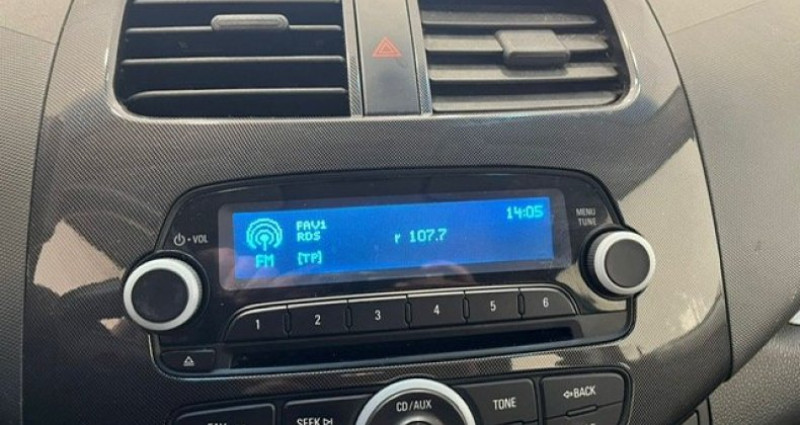 14:05
FAV1
RDS
r 107.7
FM
[TP]
⏻ • VOL
MENU
TUNE
1 2 3 4 5 6
CD/AUX
TONE
BACK
SEEK